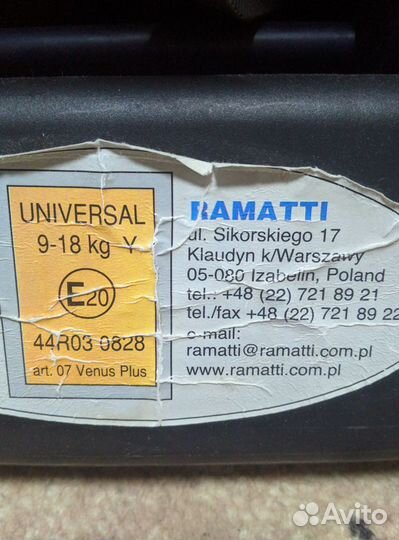 UNIVERSAL
9-18 kg Y
E20
44R03 0828
art. 07 Venus Plus
RAMATTI
ul. Sikorskiego 17
Klaudyn k/Warszawy
05-080 Izabelin, Poland
tel.: +48 (22) 721 89 21
tel./fax +48 (22) 721 89 22
e-mail:
ramatti@ramatti.com.pl
www.ramatti.com.pl
Avito